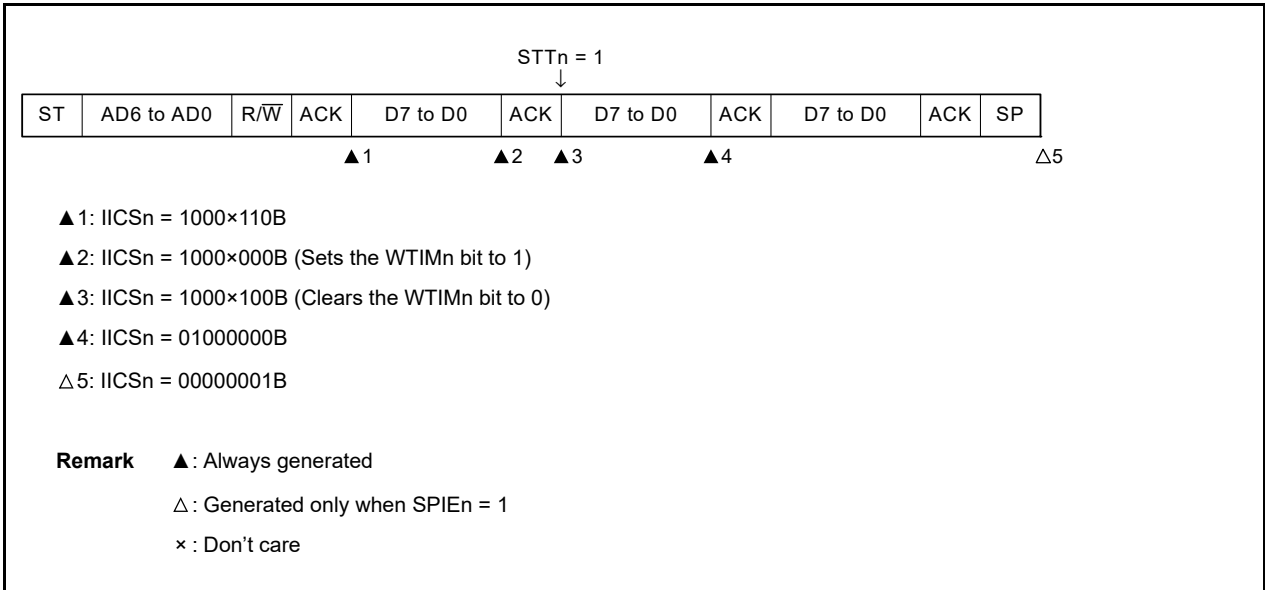 STTn = 1
↓
ST AD6 to AD0 R/W̅ ACK D7 to D0 ACK D7 to D0 ACK D7 to D0 ACK SP
▲1 ▲2 ▲3 ▲4 △5
▲1: IICSn = 1000×110B
▲2: IICSn = 1000×000B (Sets the WTIMn bit to 1)
▲3: IICSn = 1000×100B (Clears the WTIMn bit to 0)
▲4: IICSn = 01000000B
△5: IICSn = 00000001B
Remark ▲: Always generated
△: Generated only when SPIEn = 1
× : Don't care